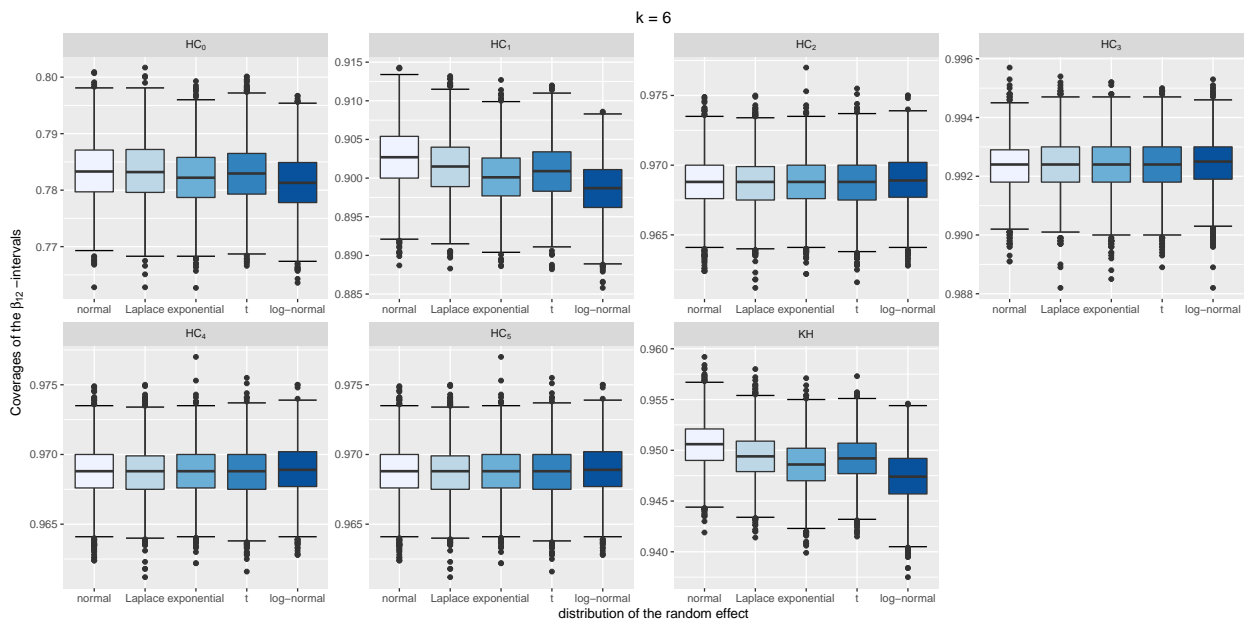 k = 6
HC₀
HC₁
HC₂
HC₃
0.80
0.79
0.78
0.77
0.915
0.910
0.905
0.900
0.895
0.890
0.885
0.975
0.970
0.965
0.996
0.994
0.992
0.990
0.988
normal Laplace exponential t log−normal
normal Laplace exponential t log−normal
normal Laplace exponential t log−normal
normal Laplace exponential t log−normal
Coverages of the β₁₂ −intervals
HC₄
HC₅
KH
0.975
0.970
0.965
0.975
0.970
0.965
0.960
0.955
0.950
0.945
0.940
normal Laplace exponential t log−normal
normal Laplace exponential t log−normal
normal Laplace exponential t log−normal
distribution of the random effect